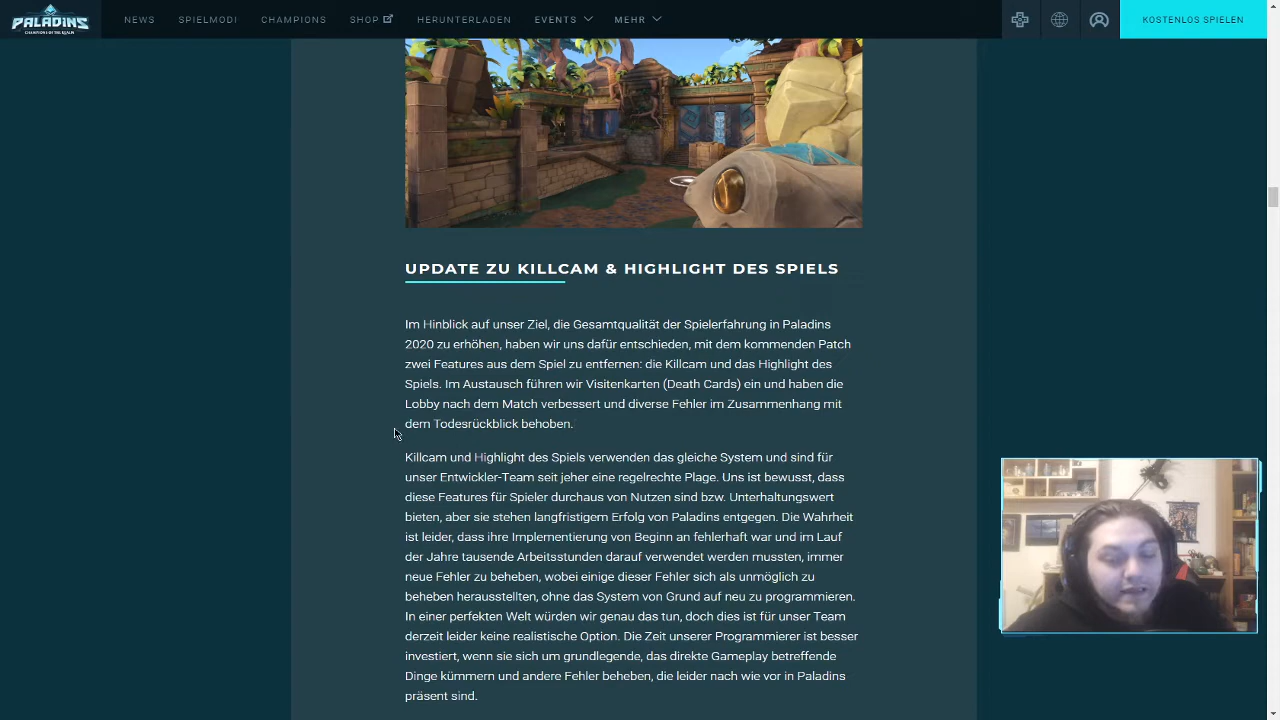 PALADINS
CHAMPIONS OF THE REALM
NEWS
SPIELMODI
CHAMPIONS
SHOP
HERUNTERLADEN
EVENTS
MEHR
KOSTENLOS SPIELEN
UPDATE ZU KILLCAM & HIGHLIGHT DES SPIELS
Im Hinblick auf unser Ziel, die Gesamtqualität der Spielerfahrung in Paladins
2020 zu erhöhen, haben wir uns dafür entschieden, mit dem kommenden Patch
zwei Features aus dem Spiel zu entfernen: die Killcam und das Highlight des
Spiels. Im Austausch führen wir Visitenkarten (Death Cards) ein und haben die
Lobby nach dem Match verbessert und diverse Fehler im Zusammenhang mit
dem Todesrückblick behoben.
Killcam und Highlight des Spiels verwenden das gleiche System und sind für
unser Entwickler-Team seit jeher eine regelrechte Plage. Uns ist bewusst, dass
diese Features für Spieler durchaus von Nutzen sind bzw. Unterhaltungswert
bieten, aber sie stehen langfristigem Erfolg von Paladins entgegen. Die Wahrheit
ist leider, dass ihre Implementierung von Beginn an fehlerhaft war und im Lauf
der Jahre tausende Arbeitsstunden darauf verwendet werden mussten, immer
neue Fehler zu beheben, wobei einige dieser Fehler sich als unmöglich zu
beheben herausstellten, ohne das System von Grund auf neu zu programmieren.
In einer perfekten Welt würden wir genau das tun, doch dies ist für unser Team
derzeit leider keine realistische Option. Die Zeit unserer Programmierer ist besser
investiert, wenn sie sich um grundlegende, das direkte Gameplay betreffende
Dinge kümmern und andere Fehler beheben, die leider nach wie vor in Paladins
präsent sind.